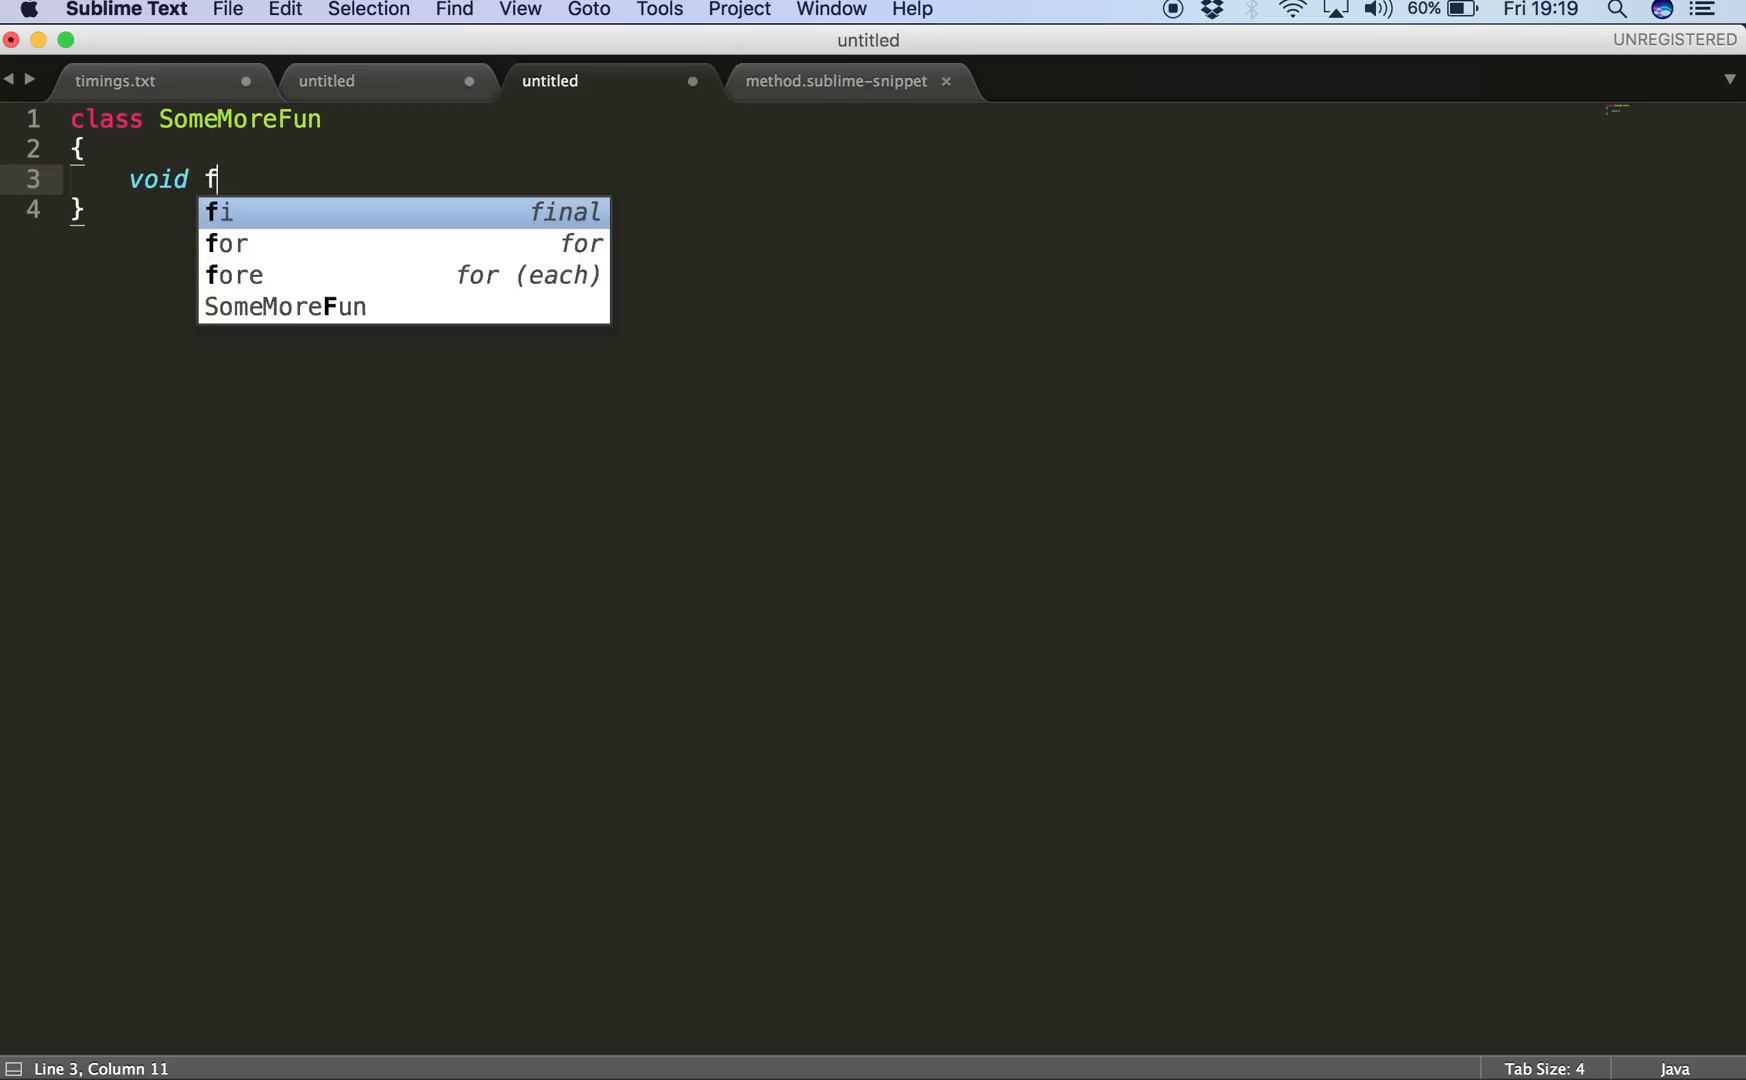 Sublime Text File Edit Selection Find View Goto Tools Project Window Help 60% Fri 19:19
untitled UNREGISTERED
timings.txt untitled untitled method.sublime-snippet
1 class SomeMoreFun
2 {
3 void f
4 }
fi final
for for
fore for (each)
SomeMoreFun
Line 3, Column 11 Tab Size: 4 Java